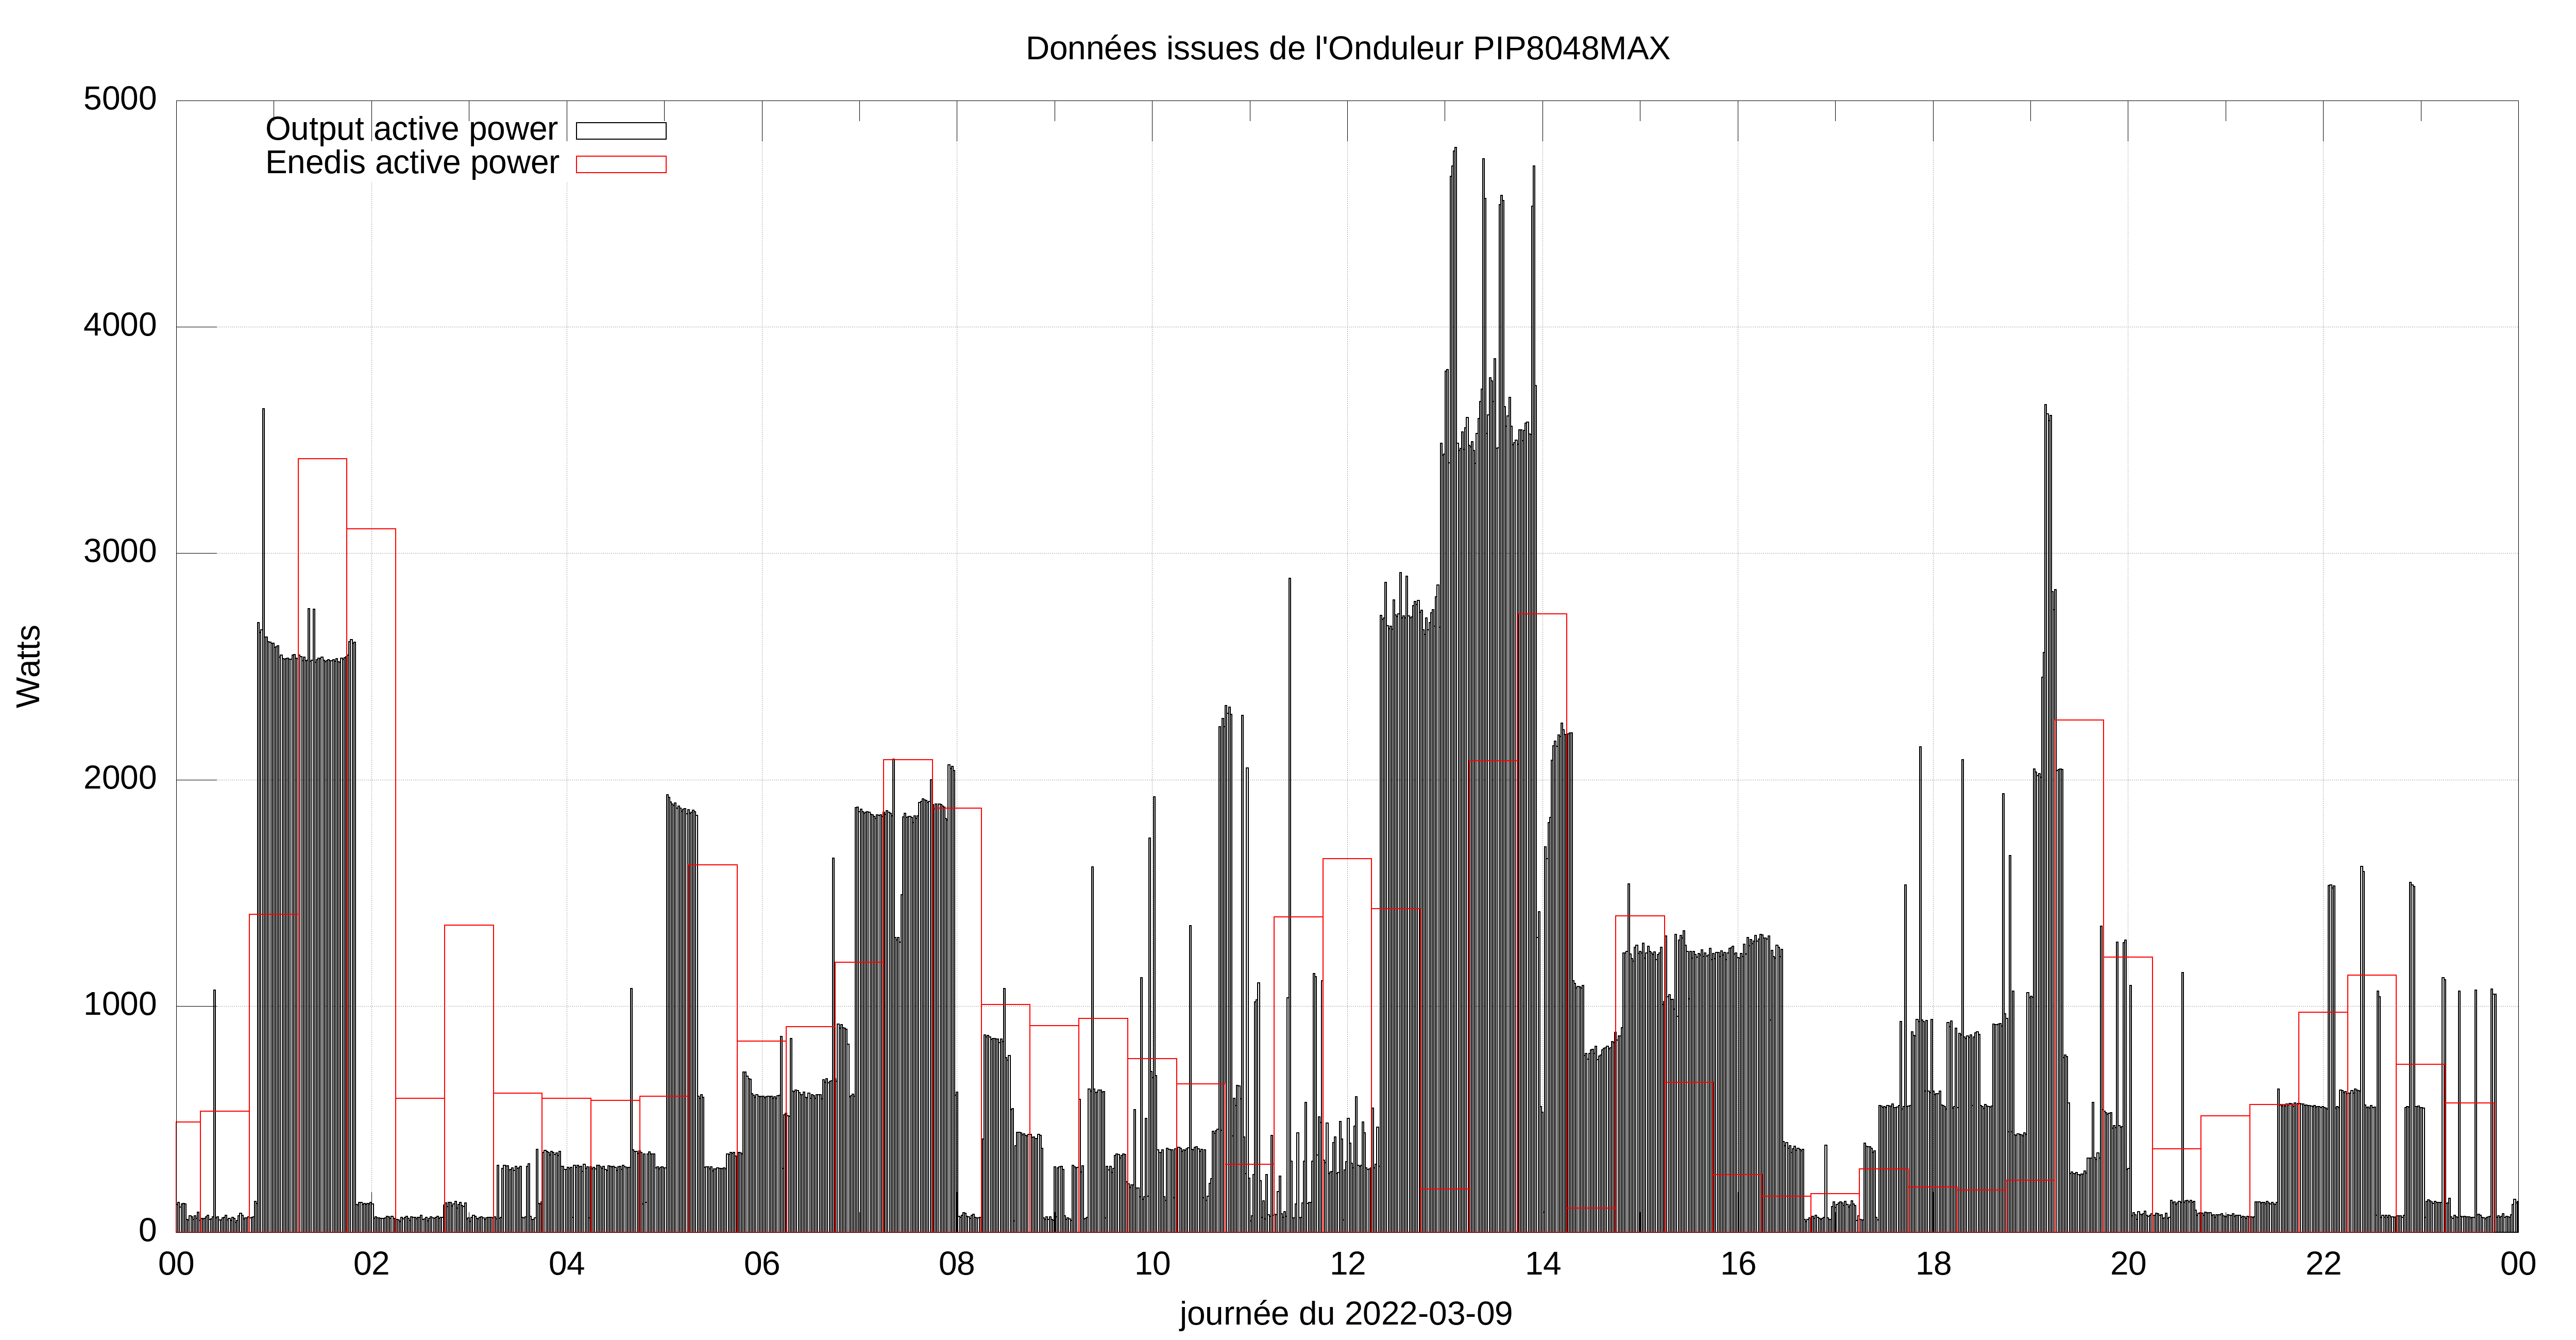 Données issues de l'Onduleur PIP8048MAX
5000
Output active power
Enedis active power
4000
3000
Watts
2000
1000
0
00 02 04 06 08 10 12 14 16 18 20 22 00
journée du 2022-03-09